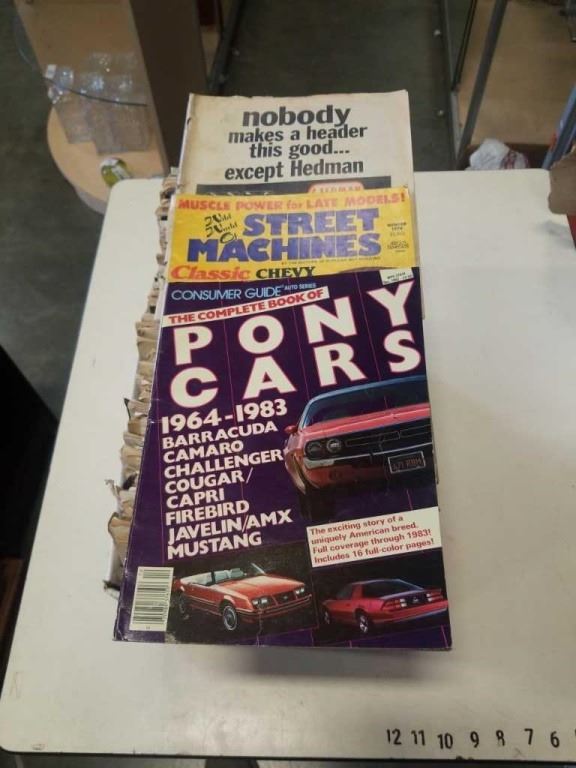 nobody
makes a header
this good...
except Hedman
MUSCLE POWER for LATE MODELS!
Wild World Of STREET
MACHINES
Classic CHEVY
CONSUMER GUIDE AUTO SERIES
THE COMPLETE BOOK OF
PONY
CARS
1964-1983
BARRACUDA
CAMARO
CHALLENGER
COUGAR/
CAPRI
FIREBIRD
JAVELIN/AMX
MUSTANG
The exciting story of a
uniquely American breed.
Full coverage through 1983!
Includes 16 full-color pages!
12 11 10 9 8 7 6